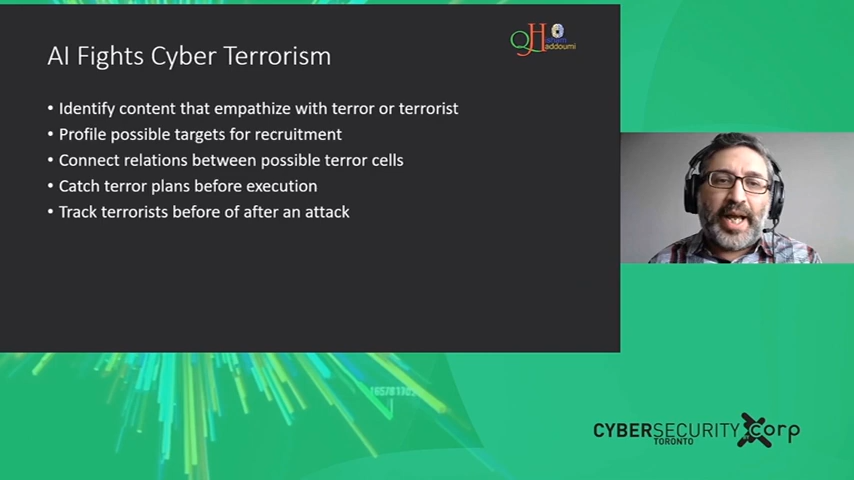 AI Fights Cyber Terrorism
QHaitham
Haddoumi
• Identify content that empathize with terror or terrorist
• Profile possible targets for recruitment
• Connect relations between possible terror cells
• Catch terror plans before execution
• Track terrorists before of after an attack
CYBERSECURITY corp
TORONTO